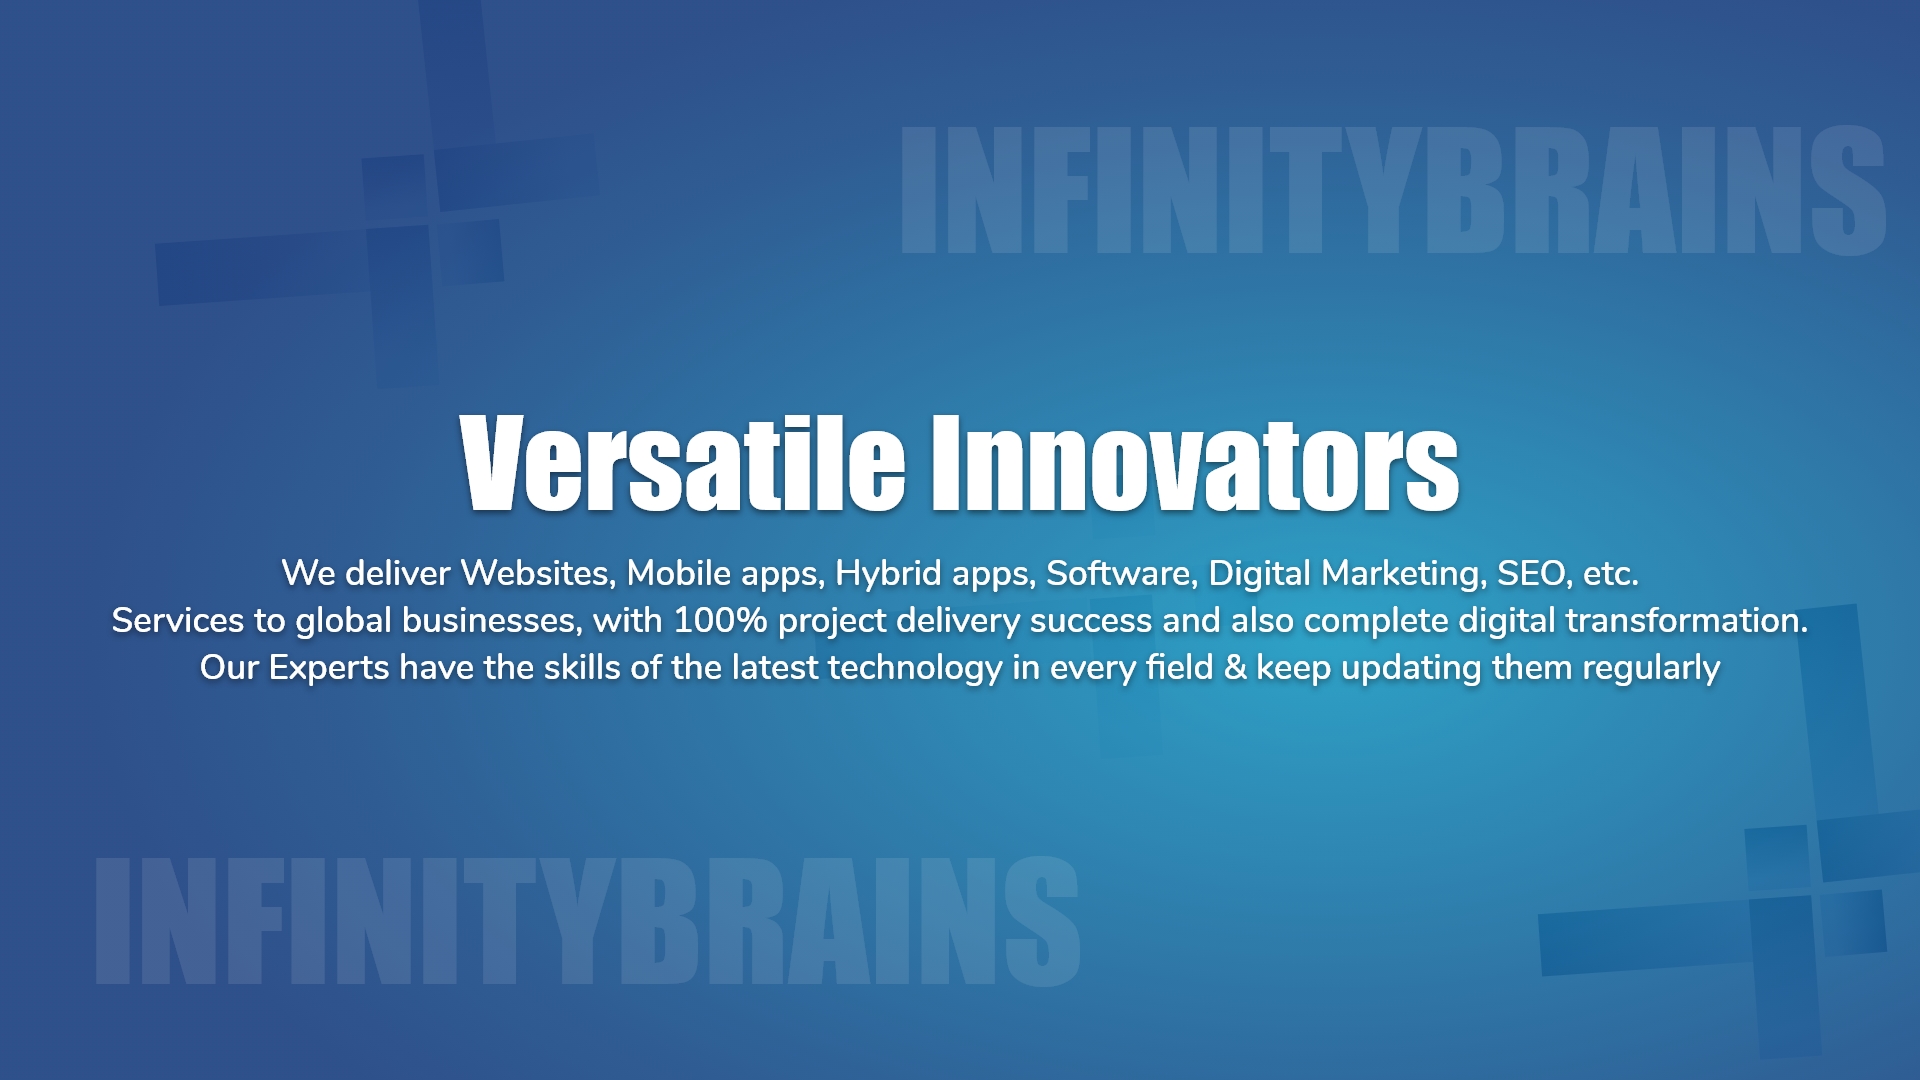 INFINITYBRAINS
Versatile Innovators
We deliver Websites, Mobile apps, Hybrid apps, Software, Digital Marketing, SEO, etc.
Services to global businesses, with 100% project delivery success and also complete digital transformation.
Our Experts have the skills of the latest technology in every field & keep updating them regularly
INFINITYBRAINS